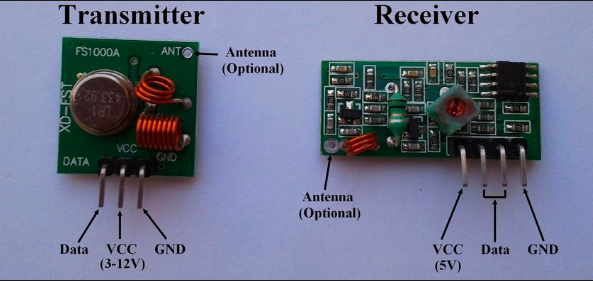 Transmitter
Receiver
FS1000A
ANT
Antenna
(Optional)
XD-FST
433.92
VCC
DATA
GND
Antenna
(Optional)
Data
VCC
(3-12V)
GND
VCC
(5V)
Data
GND